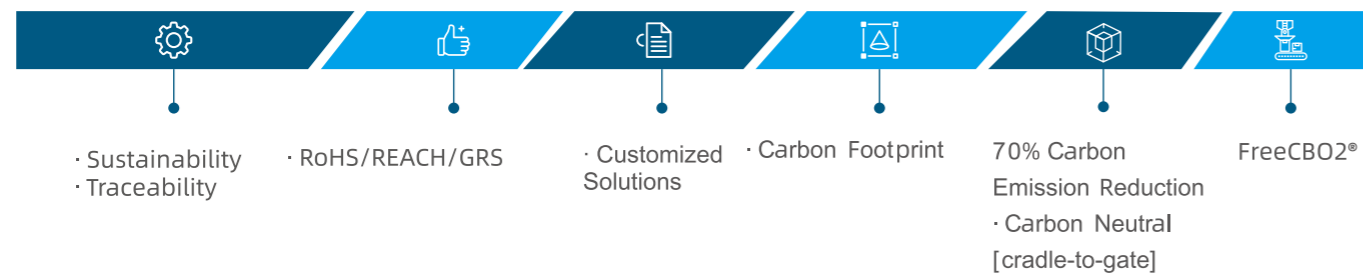 · Sustainability
· Traceability
· RoHS/REACH/GRS
· Customized
Solutions
· Carbon Footprint
70% Carbon
Emission Reduction
· Carbon Neutral
[cradle-to-gate]
FreeCBO2®